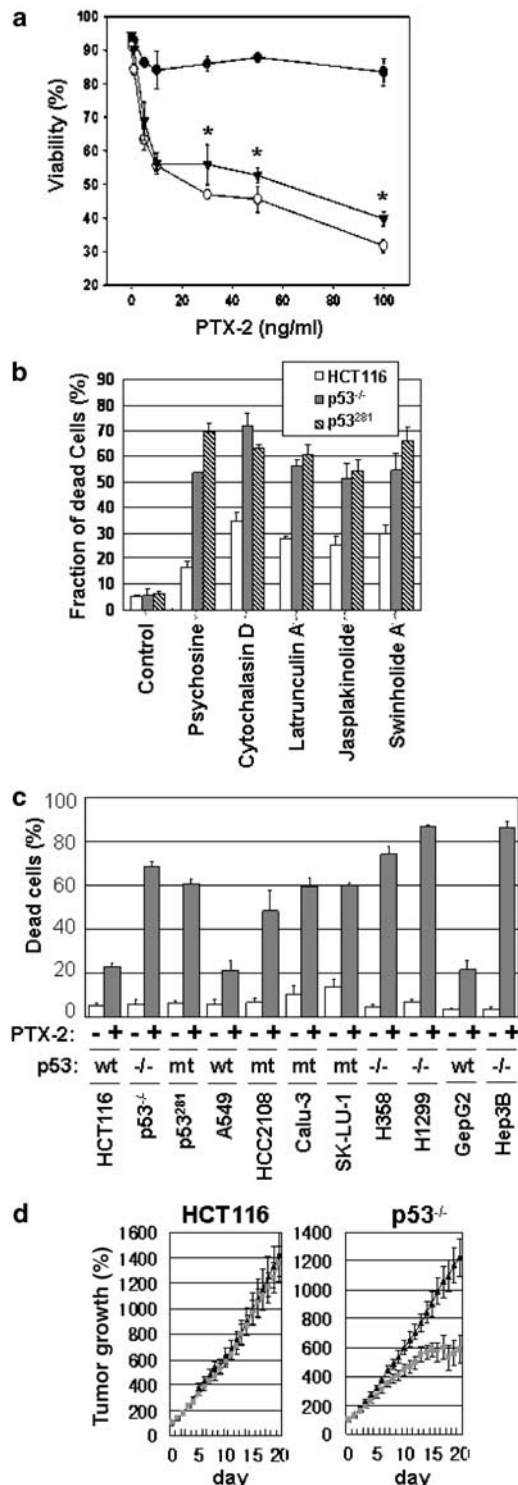 a
Viability (%)
100
90
80
70
60
50
40
30
20
* * *
0 20 40 60 80 100
PTX-2 (ng/ml)
b
Fraction of dead Cells (%)
90
80
70
60
50
40
30
20
10
0
HCT116
p53-/-
p53281
Control
Psychosine
Cytochalasin D
Latrunculin A
Jasplakinolide
Swinholide A
c
Dead cells (%)
100
80
60
40
20
0
PTX-2: - + - + - + - + - + - + - + - + - + - + - +
p53: wt -/- mt wt mt mt mt -/- -/- wt -/-
HCT116
p53-/-
p53281
A549
HCC2108
Calu-3
SK-LU-1
H358
H1299
GepG2
Hep3B
d
HCT116
Tumor growth (%)
1600
1400
1200
1000
800
600
400
200
0
0 5 10 15 20
day
p53-/-
1400
1200
1000
800
600
400
200
0
0 5 10 15 20
day